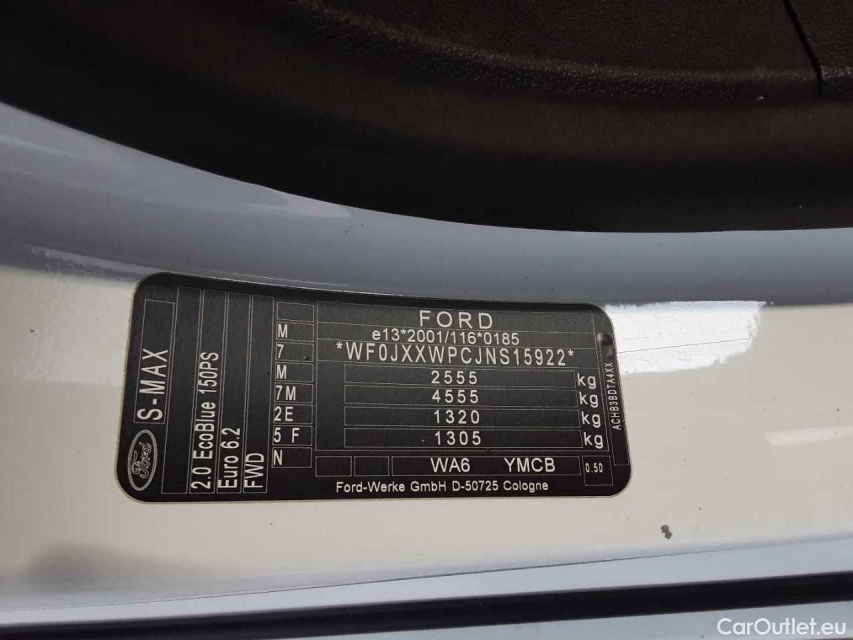 FORD
e13*2001/116*0185
*WF0JXXWPCJNS15922*
2555 kg
4555 kg
1320 kg
1305 kg
WA6 YMCB 0.50
Ford-Werke GmbH D-50725 Cologne
M
7
M
7M
2E
5 F
N
Ford S-MAX
2.0 EcoBlue 150PS
Euro 6.2
FWD
ACHB3BDTA4XX
CarOutlet.eu